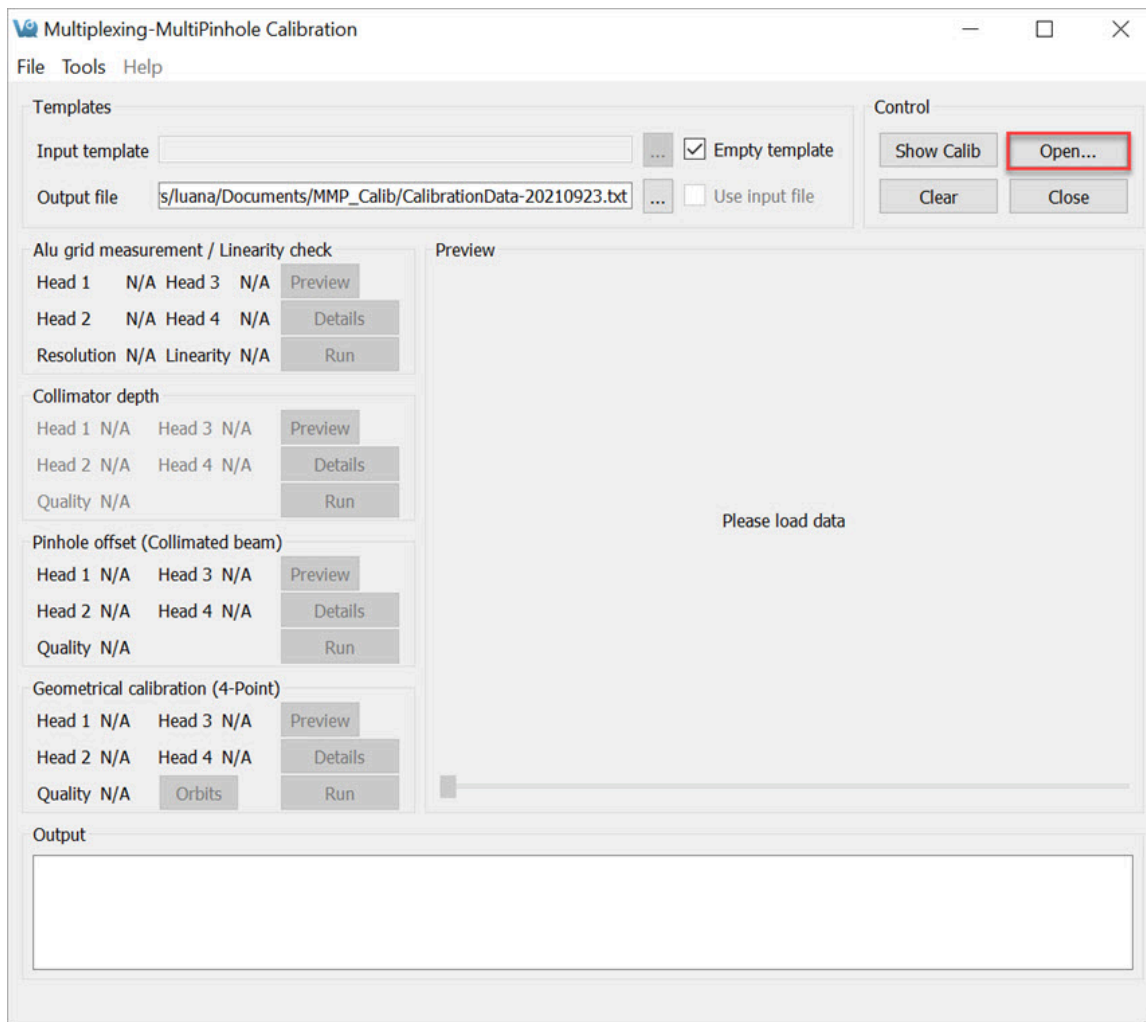 Multiplexing-MultiPinhole Calibration
File Tools Help
Templates
Input template ... Empty template
Output file s/luana/Documents/MMP_Calib/CalibrationData-20210923.txt ... Use input file
Control
Show Calib Open...
Clear Close
Alu grid measurement / Linearity check
Head 1 N/A Head 3 N/A Preview
Head 2 N/A Head 4 N/A Details
Resolution N/A Linearity N/A Run
Collimator depth
Head 1 N/A Head 3 N/A Preview
Head 2 N/A Head 4 N/A Details
Quality N/A Run
Pinhole offset (Collimated beam)
Head 1 N/A Head 3 N/A Preview
Head 2 N/A Head 4 N/A Details
Quality N/A Run
Geometrical calibration (4-Point)
Head 1 N/A Head 3 N/A Preview
Head 2 N/A Head 4 N/A Details
Quality N/A Orbits Run
Preview
Please load data
Output